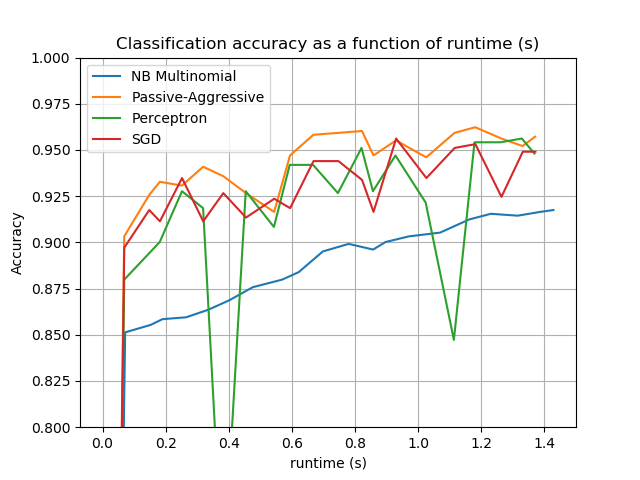 Classification accuracy as a function of runtime (s)
NB Multinomial
Passive-Aggressive
Perceptron
SGD
Accuracy
1.000
0.975
0.950
0.925
0.900
0.875
0.850
0.825
0.800
0.0 0.2 0.4 0.6 0.8 1.0 1.2 1.4
runtime (s)